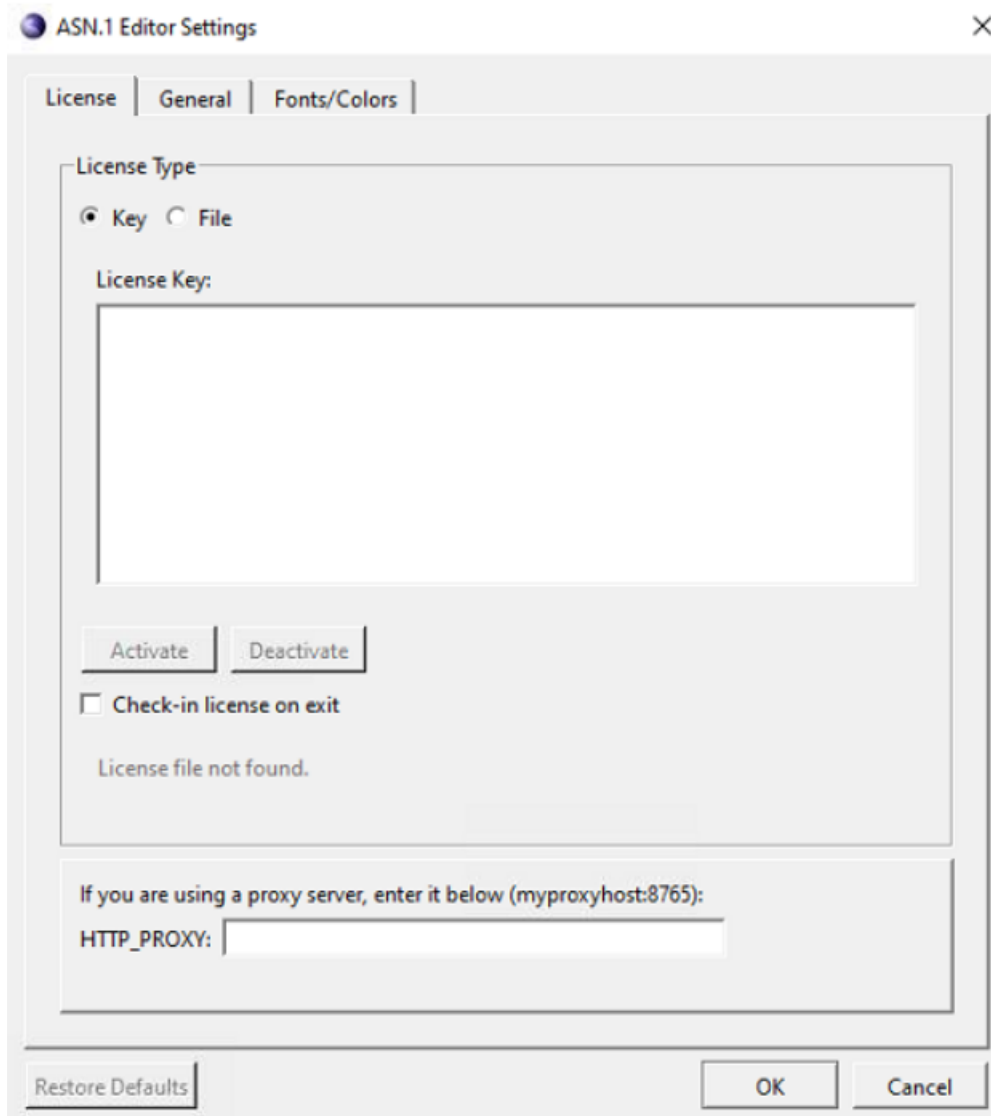 ASN.1 Editor Settings
License General Fonts/Colors
License Type
Key File
License Key:
Activate Deactivate
Check-in license on exit
License file not found.
If you are using a proxy server, enter it below (myproxyhost:8765):
HTTP_PROXY:
Restore Defaults OK Cancel